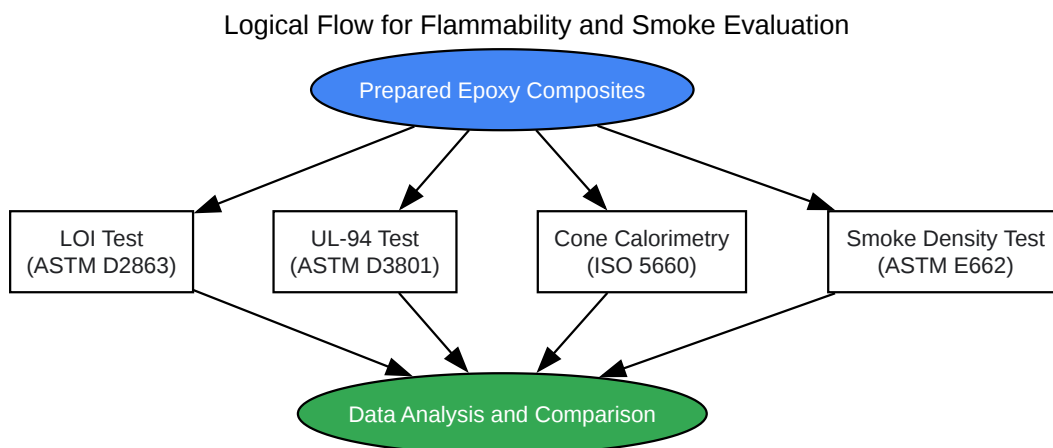 Logical Flow for Flammability and Smoke Evaluation
Prepared Epoxy Composites
LOI Test
(ASTM D2863)
UL-94 Test
(ASTM D3801)
Cone Calorimetry
(ISO 5660)
Smoke Density Test
(ASTM E662)
Data Analysis and Comparison